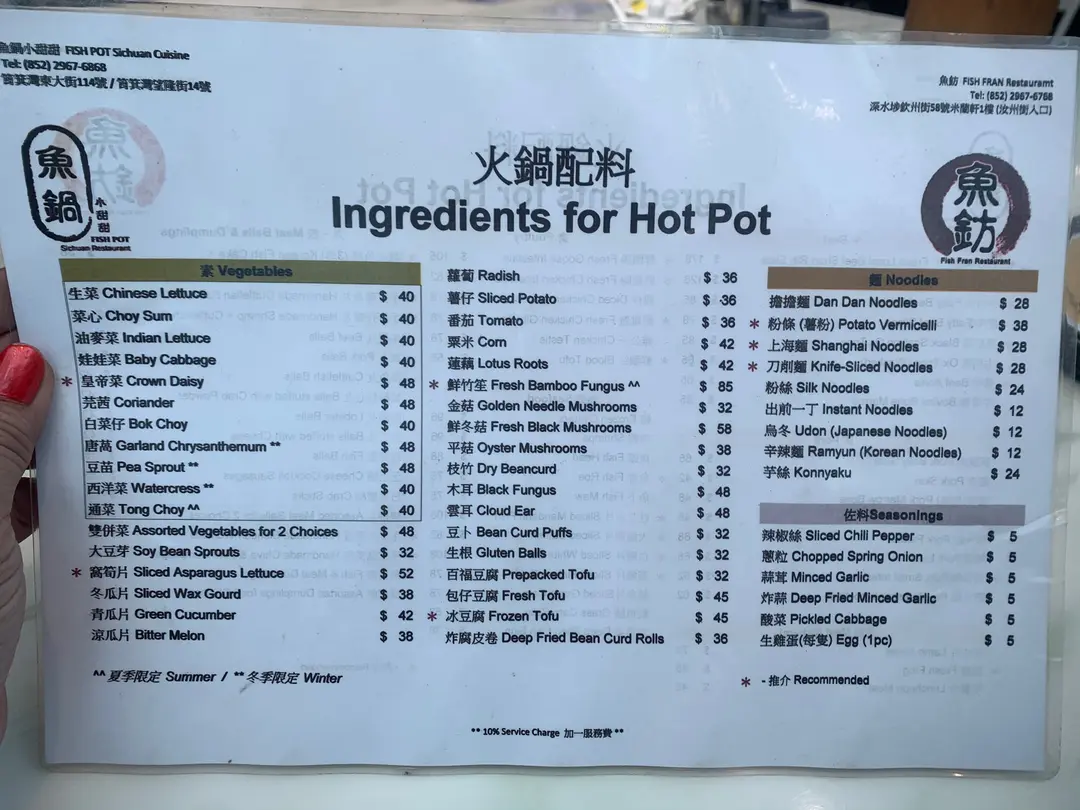 魚鍋小甜甜 FISH POT Sichuan Cuisine
Tel: (852) 2967-6868
筲箕灣東大街114號 / 筲箕灣望隆街14號
魚舫 FISH FRAN Restauramt
Tel: (852) 2967-6768
深水埗欽州街58號米蘭軒1樓 (汝州街入口)
魚鍋
小甜甜
FISH POT
Sichuan Restaurant
魚舫
Fish Fran Restaurant
火鍋配料
Ingredients for Hot Pot
素 Vegetables
生菜 Chinese Lettuce $ 40
菜心 Choy Sum $ 40
油麥菜 Indian Lettuce $ 40
娃娃菜 Baby Cabbage $ 40
* 皇帝菜 Crown Daisy $ 48
芫茜 Coriander $ 48
白菜仔 Bok Choy $ 40
唐萵 Garland Chrysanthemum ** $ 48
豆苗 Pea Sprout ** $ 48
西洋菜 Watercress ** $ 40
通菜 Tong Choy ^^ $ 40
雙併菜 Assorted Vegetables for 2 Choices $ 48
大豆芽 Soy Bean Sprouts $ 32
* 窩筍片 Sliced Asparagus Lettuce $ 52
冬瓜片 Sliced Wax Gourd $ 38
青瓜片 Green Cucumber $ 42
涼瓜片 Bitter Melon $ 38
蘿蔔 Radish $ 36
薯仔 Sliced Potato $ 36
番茄 Tomato $ 36
粟米 Corn $ 42
蓮藕 Lotus Roots $ 42
* 鮮竹笙 Fresh Bamboo Fungus ^^ $ 85
金菇 Golden Needle Mushrooms $ 32
鮮冬菇 Fresh Black Mushrooms $ 58
平菇 Oyster Mushrooms $ 38
枝竹 Dry Beancurd $ 32
木耳 Black Fungus $ 48
雲耳 Cloud Ear $ 48
豆卜 Bean Curd Puffs $ 32
生根 Gluten Balls $ 32
百福豆腐 Prepacked Tofu $ 32
包仔豆腐 Fresh Tofu $ 45
* 冰豆腐 Frozen Tofu $ 45
炸腐皮卷 Deep Fried Bean Curd Rolls $ 36
麵 Noodles
擔擔麵 Dan Dan Noodles $ 28
* 粉條 (薯粉) Potato Vermicelli $ 38
* 上海麵 Shanghai Noodles $ 28
* 刀削麵 Knife-Sliced Noodles $ 28
粉絲 Silk Noodles $ 24
出前一丁 Instant Noodles $ 12
烏冬 Udon (Japanese Noodles) $ 12
辛辣麵 Ramyun (Korean Noodles) $ 12
芋絲 Konnyaku $ 24
佐料Seasonings
辣椒絲 Sliced Chili Pepper $ 5
蔥粒 Chopped Spring Onion $ 5
蒜茸 Minced Garlic $ 5
炸蒜 Deep Fried Minced Garlic $ 5
酸菜 Pickled Cabbage $ 5
生雞蛋(每隻) Egg (1pc) $ 5
^^ 夏季限定 Summer / ** 冬季限定 Winter
* - 推介 Recommended
** 10% Service Charge 加一服務費 **